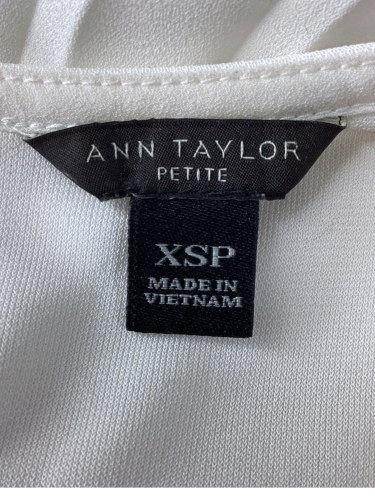 ANN TAYLOR
PETITE
XSP
MADE IN
VIETNAM